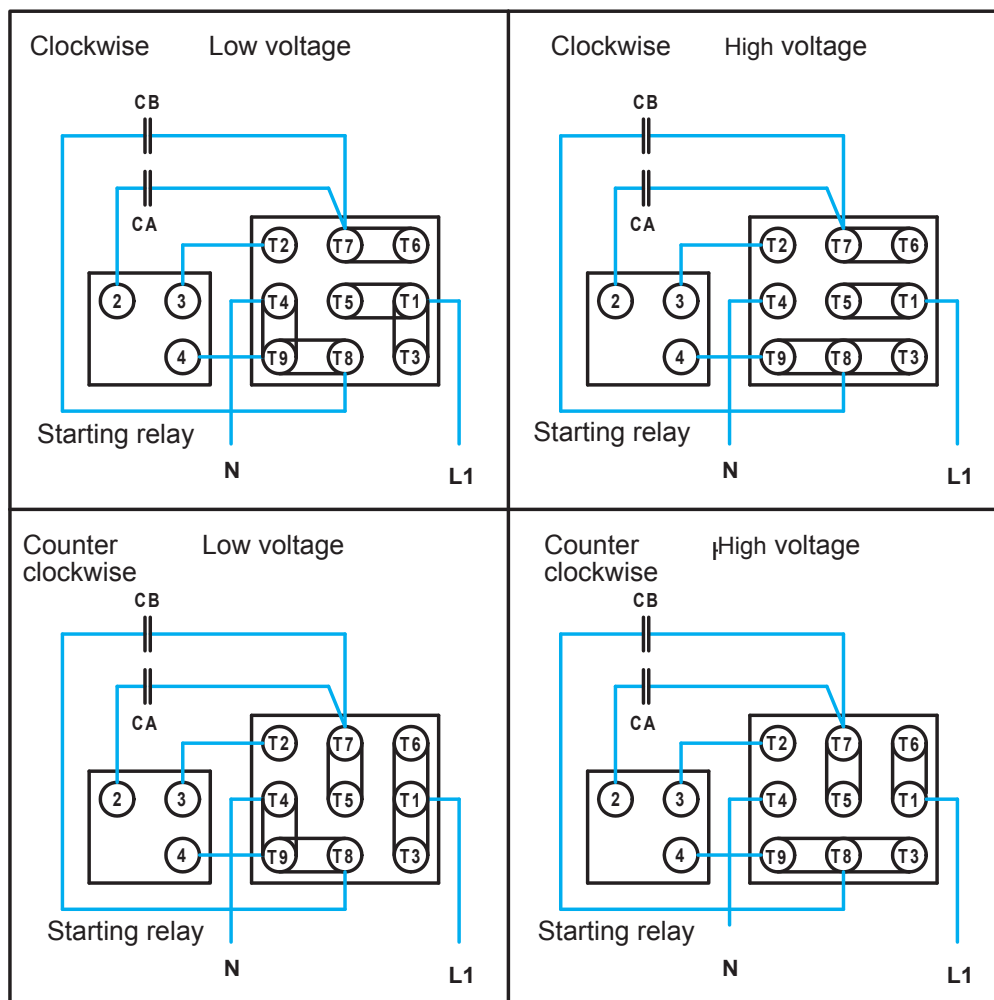 Clockwise Low voltage
CB
CA
T2 T7 T6
2 3 T4 T5 T1
4 T9 T8 T3
Starting relay
N L1
Clockwise High voltage
CB
CA
T2 T7 T6
2 3 T4 T5 T1
4 T9 T8 T3
Starting relay
N L1
Counter Low voltage
clockwise
CB
CA
T2 T7 T6
2 3 T4 T5 T1
4 T9 T8 T3
Starting relay
N L1
Counter High voltage
clockwise
CB
CA
T2 T7 T6
2 3 T4 T5 T1
4 T9 T8 T3
Starting relay
N L1